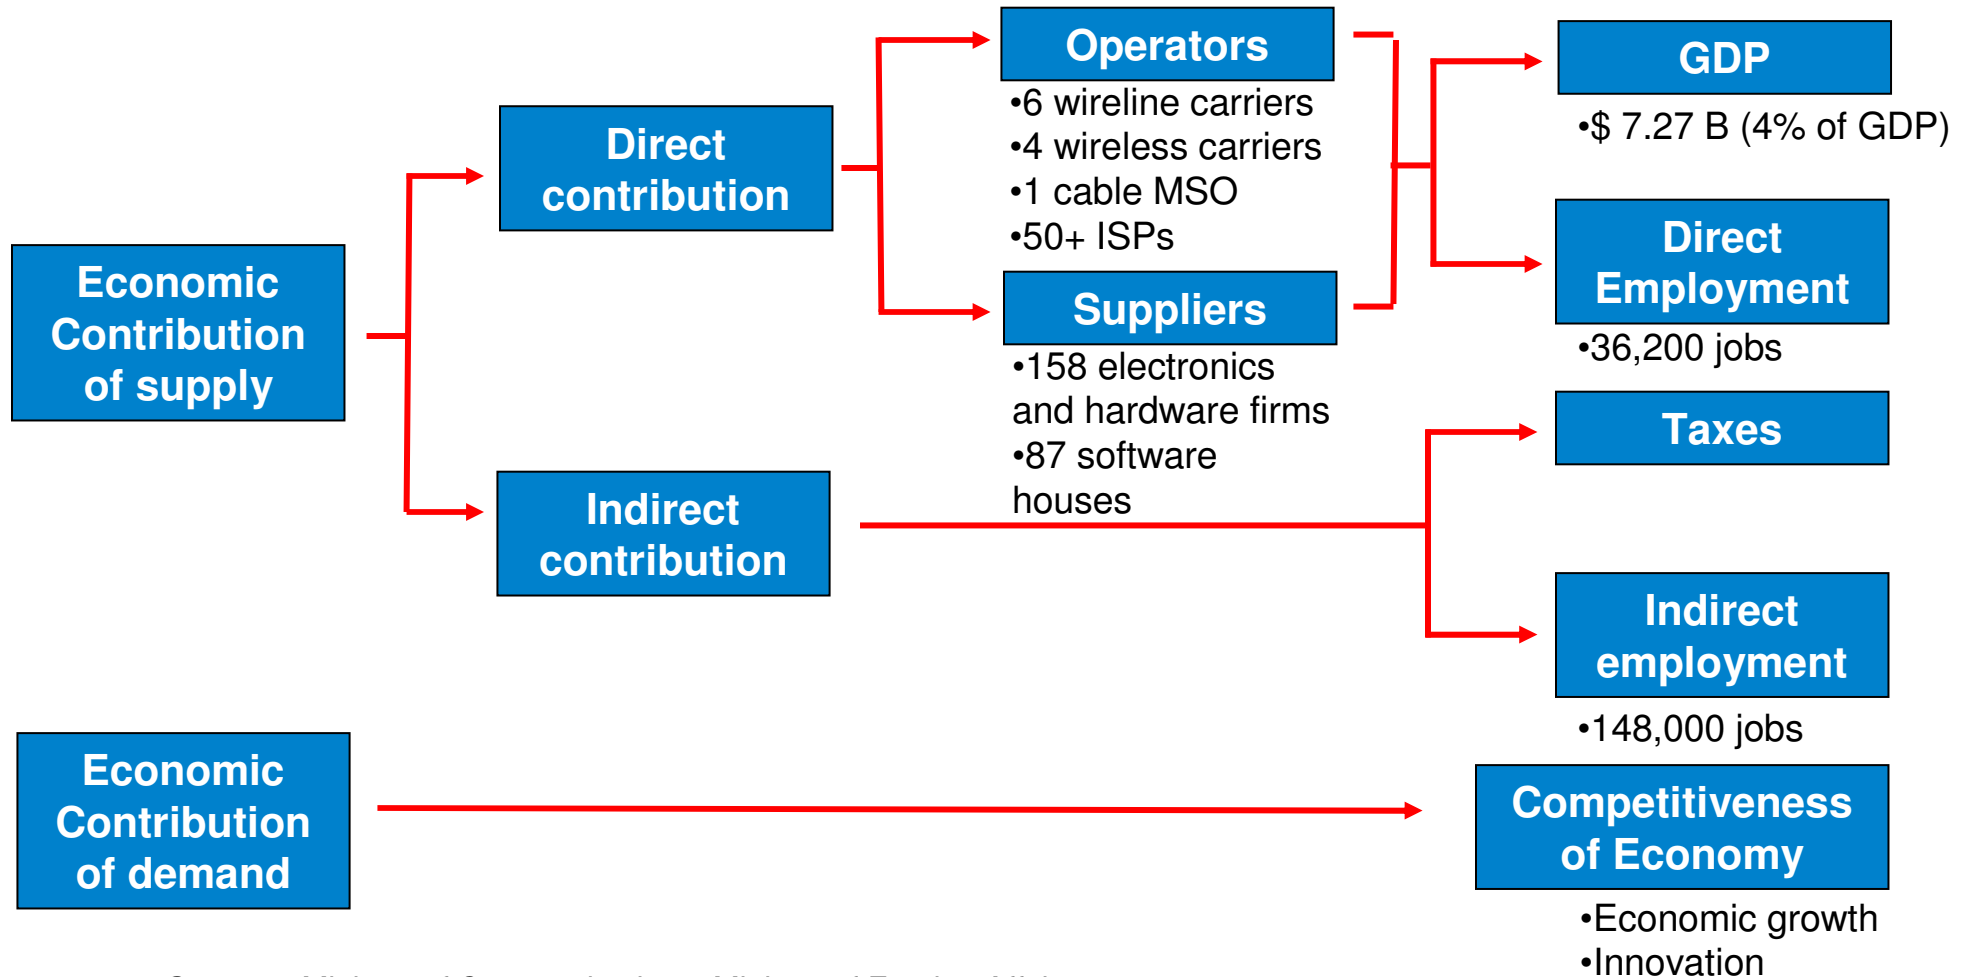 Operators
•6 wireline carriers
•4 wireless carriers
•1 cable MSO
•50+ ISPs
GDP
•$ 7.27 B (4% of GDP)
Direct
contribution
Direct
Employment
•36,200 jobs
Economic
Contribution
of supply
Suppliers
•158 electronics
and hardware firms
•87 software
houses
Taxes
Indirect
contribution
Indirect
employment
•148,000 jobs
Economic
Contribution
of demand
Competitiveness
of Economy
•Economic growth
•Innovation